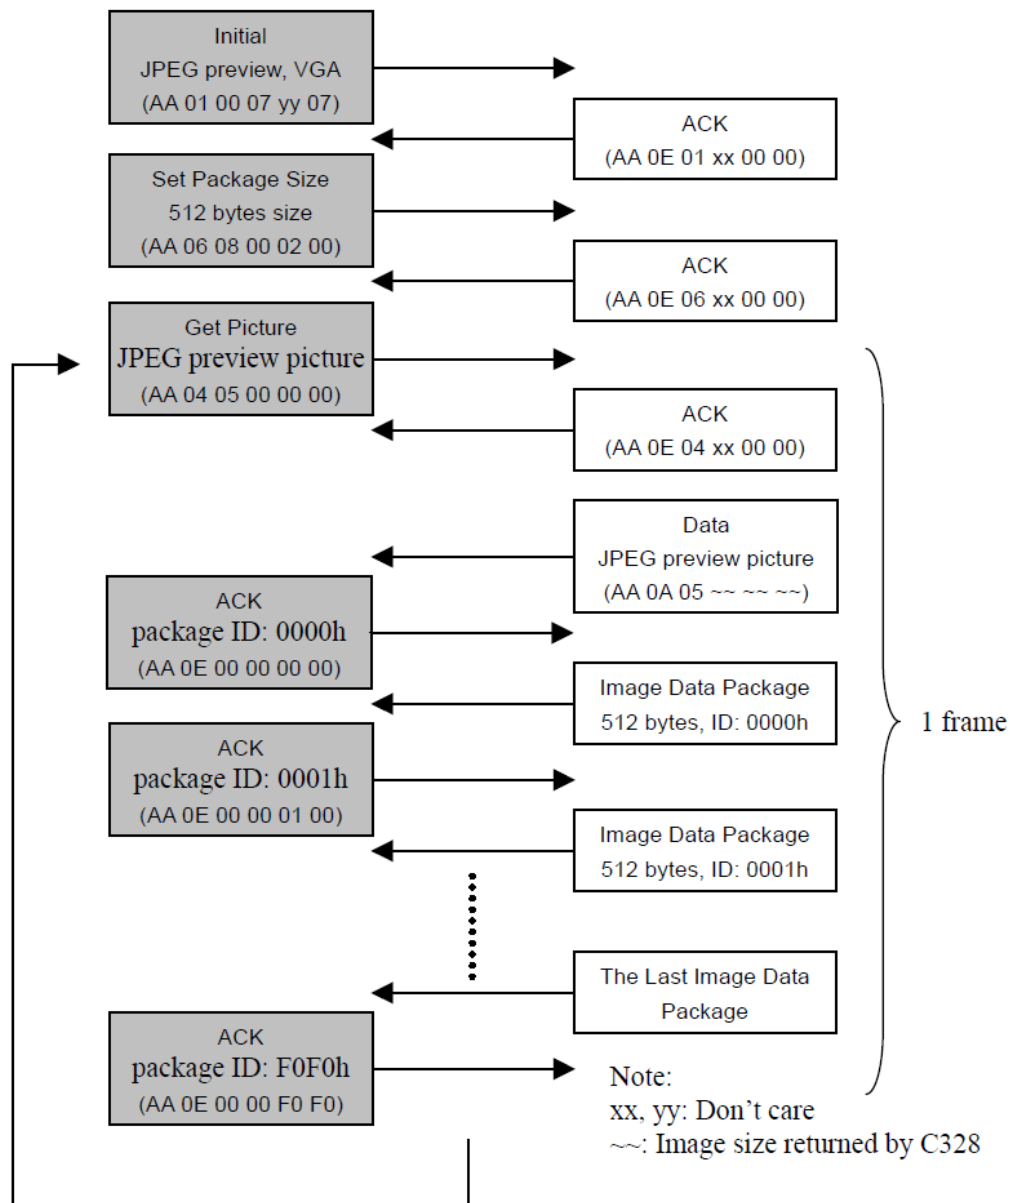 Initial
JPEG preview, VGA
(AA 01 00 07 yy 07)
ACK
(AA 0E 01 xx 00 00)
Set Package Size
512 bytes size
(AA 06 08 00 02 00)
ACK
(AA 0E 06 xx 00 00)
Get Picture
JPEG preview picture
(AA 04 05 00 00 00)
ACK
(AA 0E 04 xx 00 00)
Data
JPEG preview picture
(AA 0A 05 ~~ ~~ ~~)
ACK
package ID: 0000h
(AA 0E 00 00 00 00)
Image Data Package
512 bytes, ID: 0000h
1 frame
ACK
package ID: 0001h
(AA 0E 00 00 01 00)
Image Data Package
512 bytes, ID: 0001h
The Last Image Data
Package
ACK
package ID: F0F0h
(AA 0E 00 00 F0 F0)
Note:
xx, yy: Don’t care
~~: Image size returned by C328